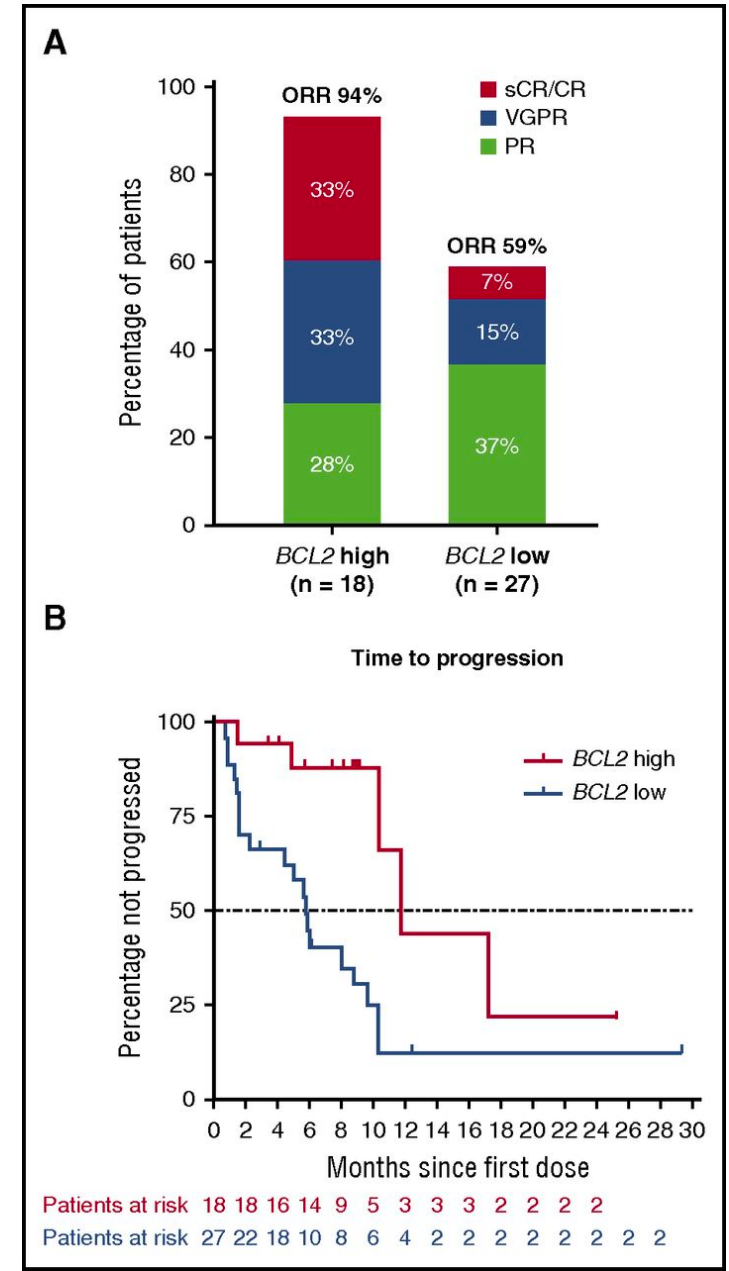 A
100
80
60
40
20
0
Percentage of patients
ORR 94%
33%
33%
28%
ORR 59%
7%
15%
37%
sCR/CR
VGPR
PR
BCL2 high
(n = 18)
BCL2 low
(n = 27)
B
Time to progression
100
75
50
25
0
Percentage not progressed
BCL2 high
BCL2 low
0 2 4 6 8 10 12 14 16 18 20 22 24 26 28 30
Months since first dose
Patients at risk 18 18 16 14 9 5 3 3 3 2 2 2 2
Patients at risk 27 22 18 10 8 6 4 2 2 2 2 2 2 2 2